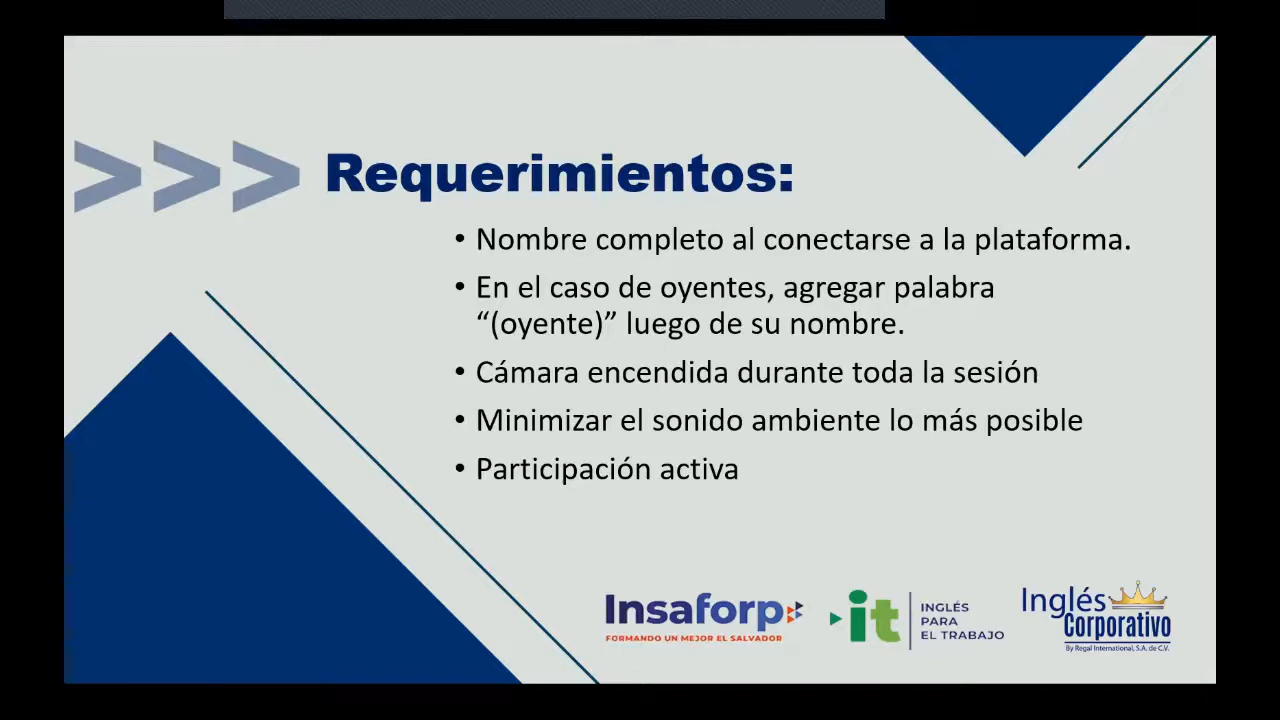 >>> Requerimientos:
• Nombre completo al conectarse a la plataforma.
• En el caso de oyentes, agregar palabra
“(oyente)” luego de su nombre.
• Cámara encendida durante toda la sesión
• Minimizar el sonido ambiente lo más posible
• Participación activa
Insaforp
FORMANDO UN MEJOR EL SALVADOR
it
INGLÉS
PARA
EL TRABAJO
Inglés
Corporativo
By Regal International, S.A. de C.V.